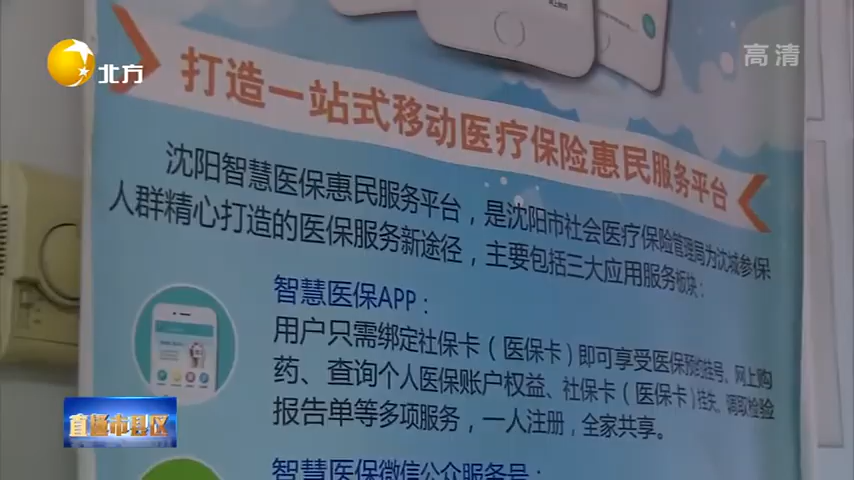 高清
北方
打造一站式移动医疗保险惠民服务平台
沈阳智慧医保惠民服务平台，是沈阳市社会医疗保险管理局为沈城参保
人群精心打造的医保服务新途径，主要包括三大应用服务板块：
智慧医保APP：
用户只需绑定社保卡（医保卡）即可享受医保预约挂号、网上购
药、查询个人医保账户权益、社保卡（医保卡）挂失、调取检验
报告单等多项服务，一人注册，全家共享。
直通市县区
智慧医保微信公众服务号：